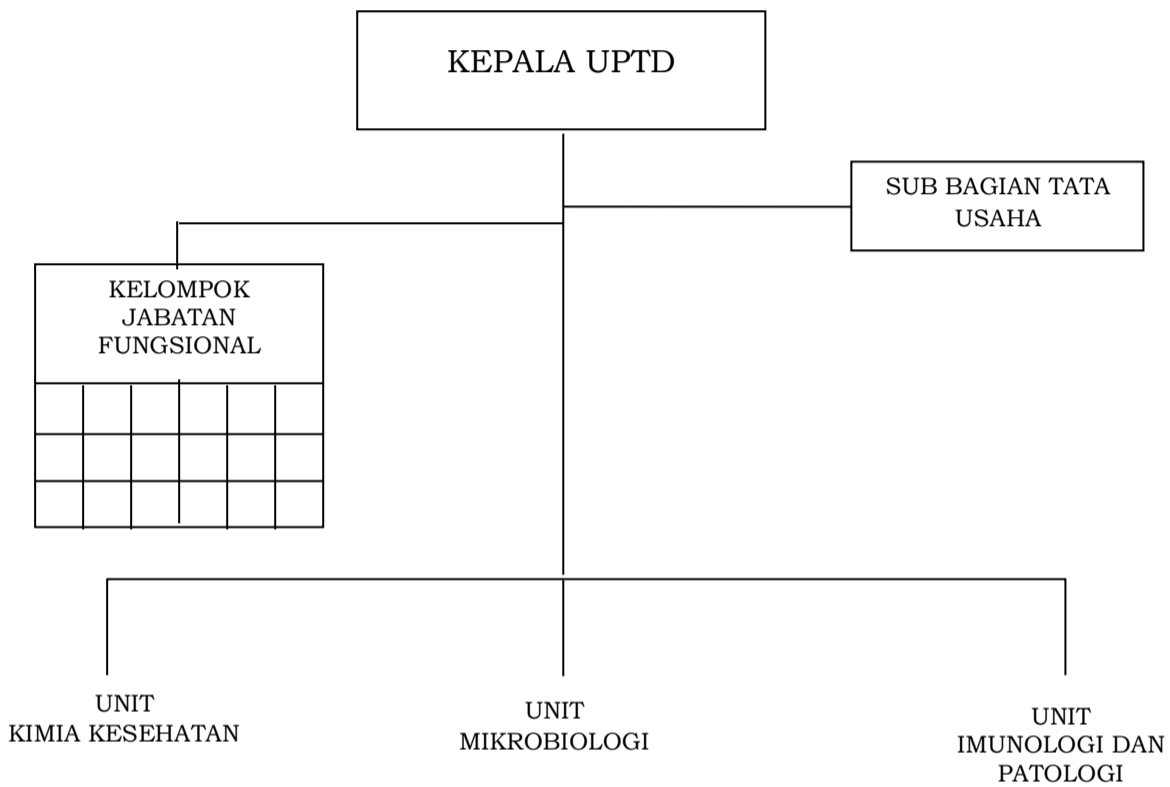 KEPALA UPTD
SUB BAGIAN TATA
USAHA
KELOMPOK
JABATAN
FUNGSIONAL
UNIT
KIMIA KESEHATAN
UNIT
MIKROBIOLOGI
UNIT
IMUNOLOGI DAN
PATOLOGI